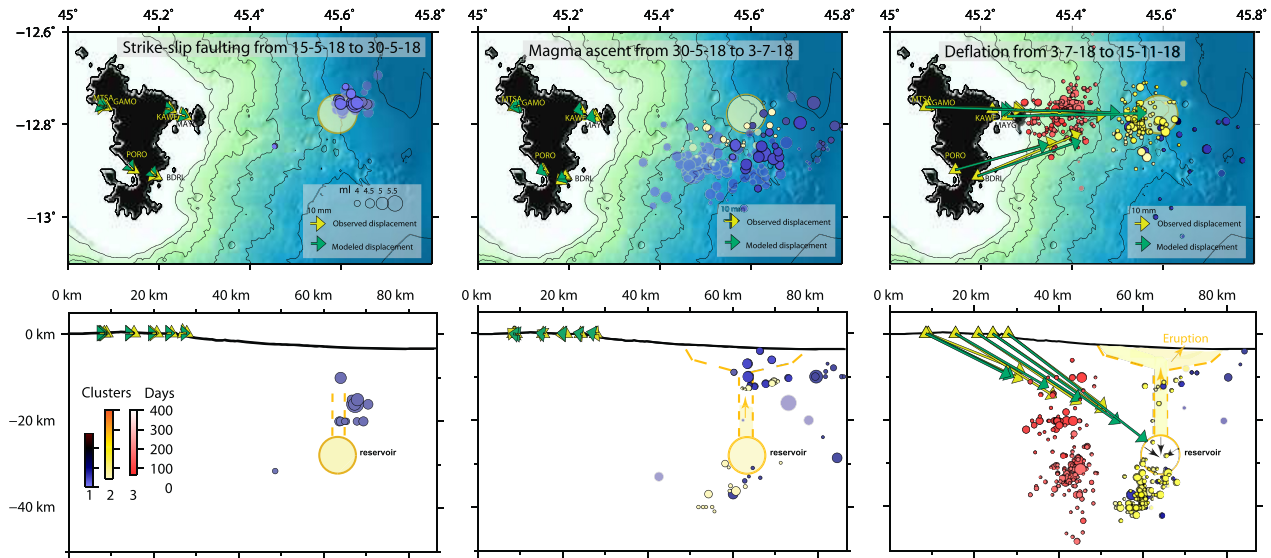 45° 45.2° 45.4° 45.6° 45.8°
45° 45.2° 45.4° 45.6° 45.8°
45° 45.2° 45.4° 45.6° 45.8°
−12.6°
−12.8°
−13°
Strike-slip faulting from 15-5-18 to 30-5-18
MTSA
GAMO
KAWE
MAYG
PORO
BDRL
ml 4 4.5 5 5.5
10 mm
Observed displacement
Modeled displacement
Magma ascent from 30-5-18 to 3-7-18
MTSA
GAMO
KAWE
PORO
BDRL
10 mm
Observed displacement
Modeled displacement
Deflation from 3-7-18 to 15-11-18
MTSA
GAMO
KAWE
MAYG
PORO
BDRL
10 mm
Observed displacement
Modeled displacement
0 km 20 km 40 km 60 km 80 km
0 km 20 km 40 km 60 km 80 km
0 km 20 km 40 km 60 km 80 km
0 km
−20 km
−40 km
Clusters Days
400
300
200
100
0
1 2 3
reservoir
reservoir
Eruption
reservoir